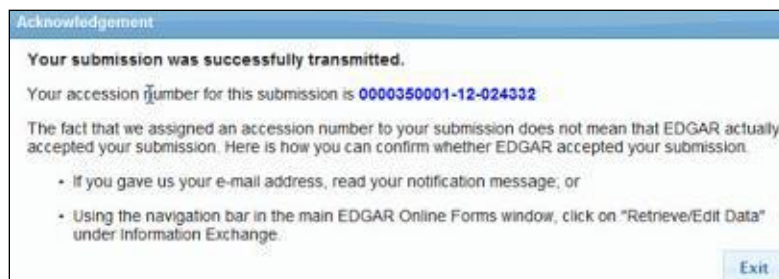 Acknowledgement
Your submission was successfully transmitted.
Your accession number for this submission is 0000350001-12-024332
The fact that we assigned an accession number to your submission does not mean that EDGAR actually
accepted your submission. Here is how you can confirm whether EDGAR accepted your submission.
• If you gave us your e-mail address, read your notification message; or
• Using the navigation bar in the main EDGAR Online Forms window, click on "Retrieve/Edit Data"
under Information Exchange.
Exit